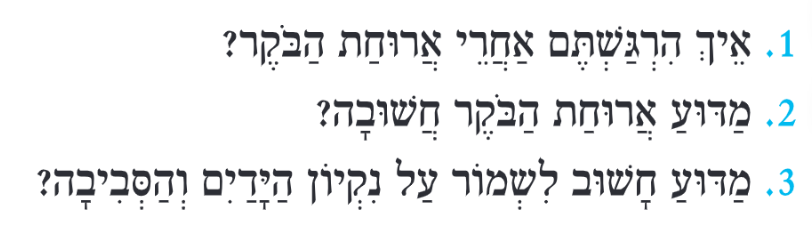 1. אֵיךְ הִרְגַּשְׁתֶּם אַחֲרֵי אֲרוּחַת הַבֹּקֶר?
2. מַדּוּעַ אֲרוּחַת הַבֹּקֶר חֲשׁוּבָה?
3. מַדּוּעַ חָשׁוּב לִשְׁמוֹר עַל נִקְיוֹן הַיָּדַיִם וְהַסְּבִיבָה?